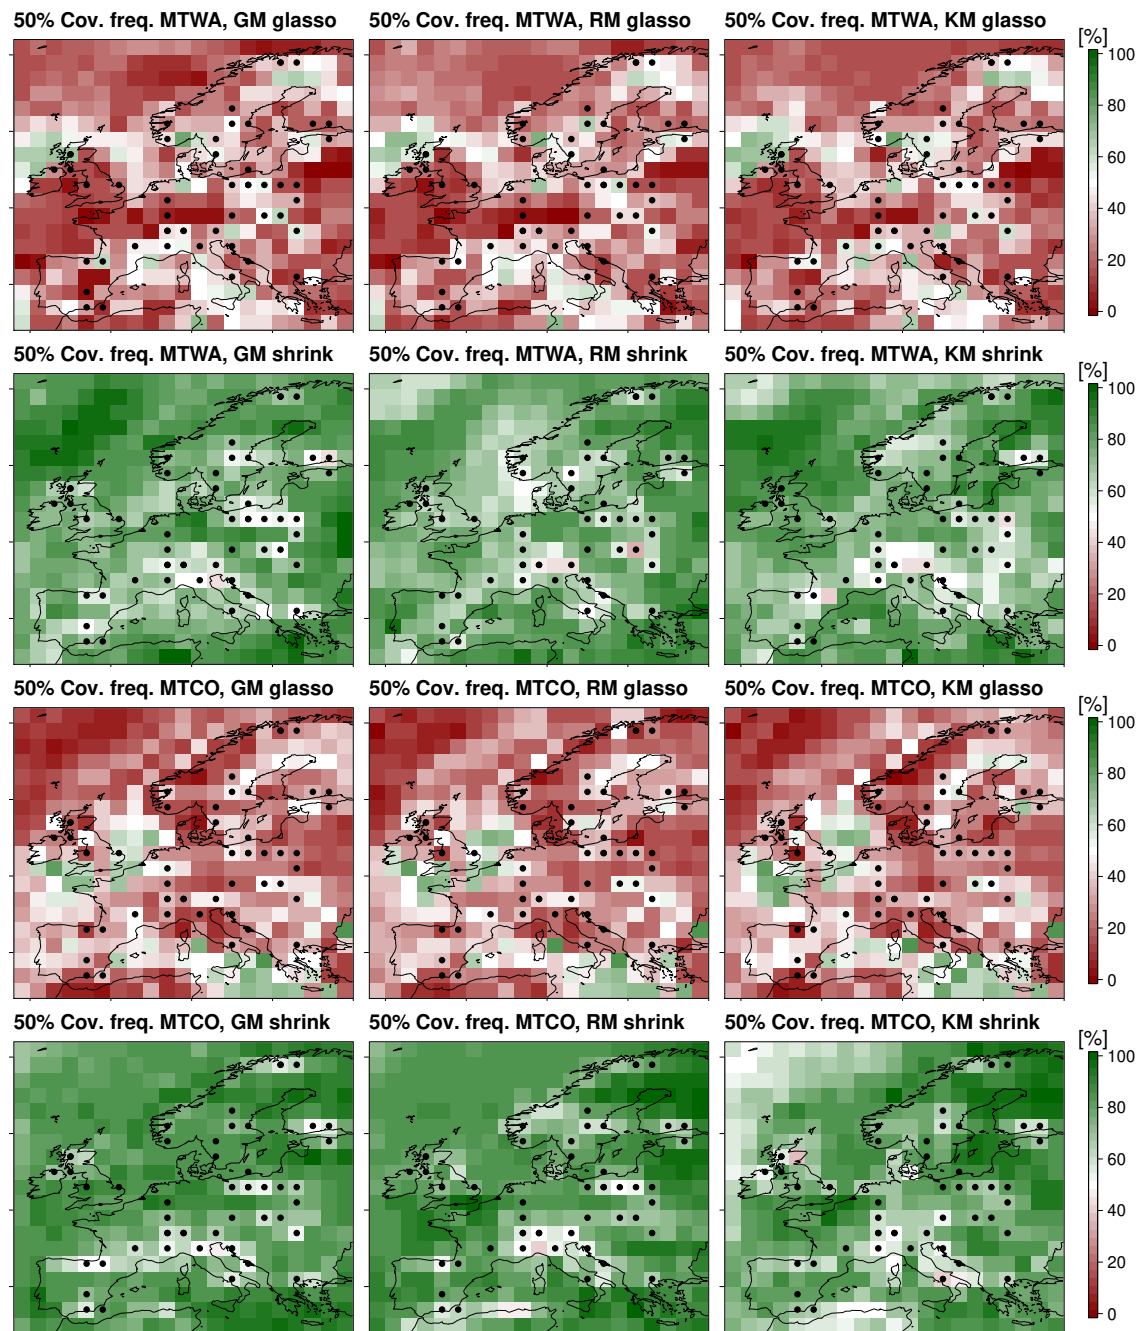 50% Cov. freq. MTWA, GM glasso
50% Cov. freq. MTWA, RM glasso
50% Cov. freq. MTWA, KM glasso
[%]
100
80
60
40
20
0
50% Cov. freq. MTWA, GM shrink
50% Cov. freq. MTWA, RM shrink
50% Cov. freq. MTWA, KM shrink
[%]
100
80
60
40
20
0
50% Cov. freq. MTCO, GM glasso
50% Cov. freq. MTCO, RM glasso
50% Cov. freq. MTCO, KM glasso
[%]
100
80
60
40
20
0
50% Cov. freq. MTCO, GM shrink
50% Cov. freq. MTCO, RM shrink
50% Cov. freq. MTCO, KM shrink
[%]
100
80
60
40
20
0